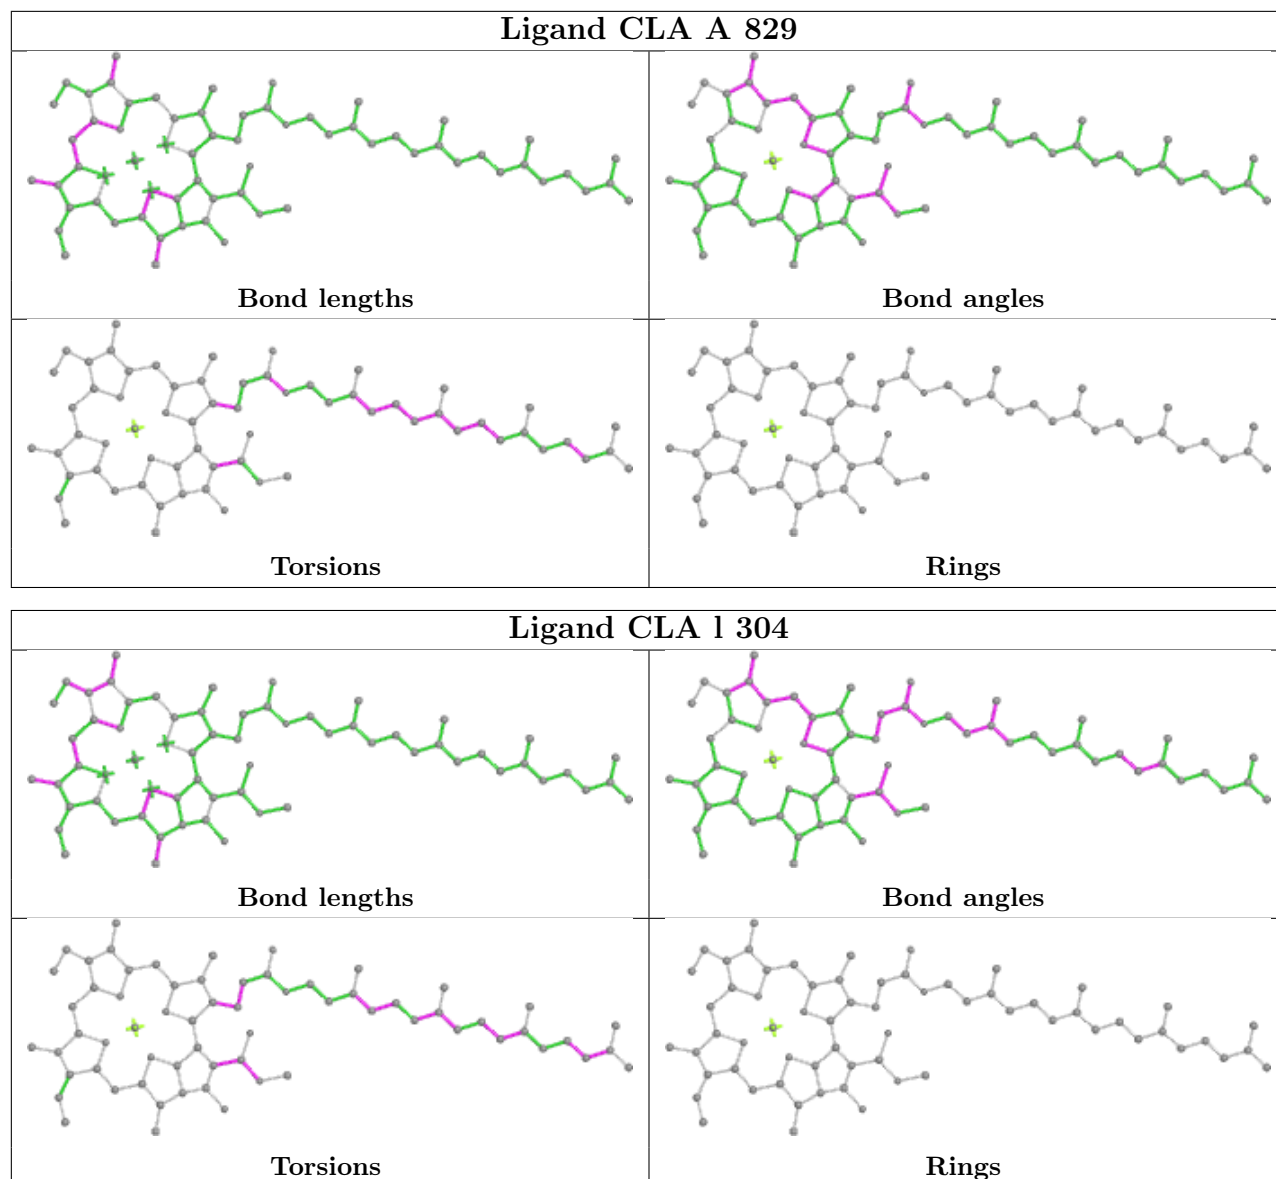 Ligand CLA A 829
Bond lengths
Bond angles
Torsions
Rings
Ligand CLA l 304
Bond lengths
Bond angles
Torsions
Rings